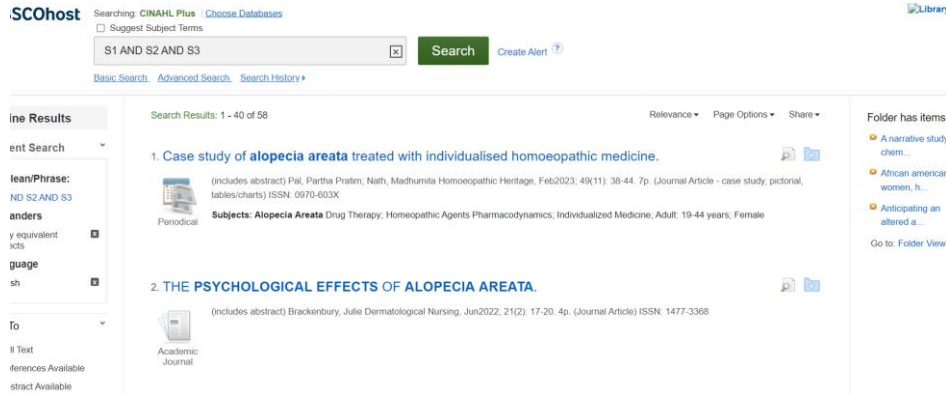 SCOhost Searching: CINAHL Plus Choose Databases
Suggest Subject Terms
Library
S1 AND S2 AND S3 Search Create Alert
Basic Search Advanced Search Search History
ine Results
ent Search
lean/Phrase:
ND S2 AND S3
anders
y equivalent
ects
guage
sh
To
ll Text
ferences Available
stract Available
Search Results: 1 - 40 of 58 Relevance Page Options Share
1. Case study of alopecia areata treated with individualised homoeopathic medicine.
(includes abstract) Pal, Partha Pratim; Nath, Madhumita Homoeopathic Heritage, Feb2023; 49(11): 38-44. 7p. (Journal Article - case study, pictorial,
tables/charts) ISSN: 0970-603X
Periodical
Subjects: Alopecia Areata Drug Therapy; Homeopathic Agents Pharmacodynamics; Individualized Medicine; Adult: 19-44 years; Female
2. THE PSYCHOLOGICAL EFFECTS OF ALOPECIA AREATA.
(includes abstract) Brackenbury, Julie Dermatological Nursing, Jun2022; 21(2): 17-20. 4p. (Journal Article) ISSN: 1477-3368
Academic
Journal
Folder has items
A narrative study
chem...
African american
women, h...
Anticipating an
altered a...
Go to: Folder View